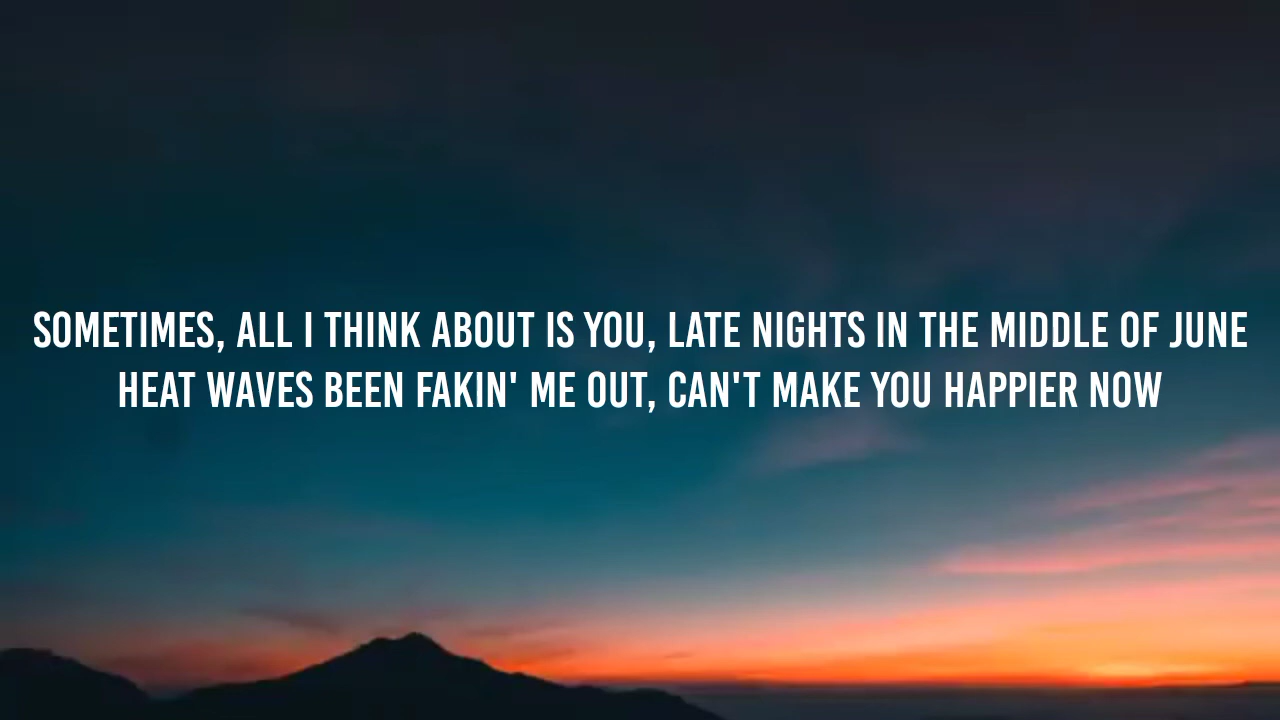 SOMETIMES, ALL I THINK ABOUT IS YOU, LATE NIGHTS IN THE MIDDLE OF JUNE
HEAT WAVES BEEN FAKIN' ME OUT, CAN'T MAKE YOU HAPPIER NOW